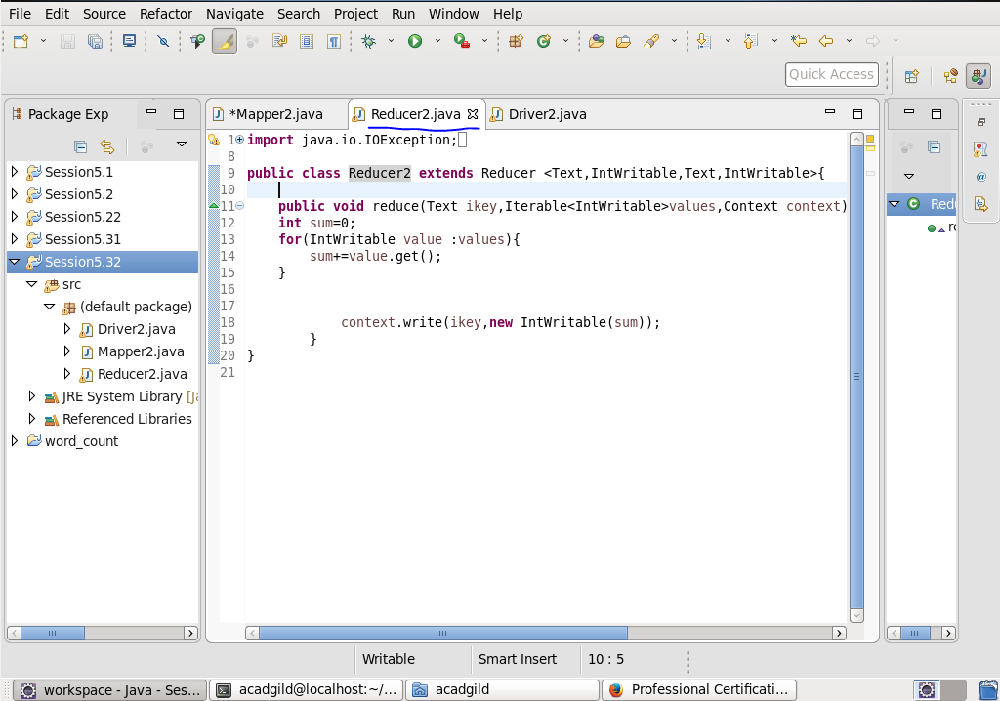 File Edit Source Refactor Navigate Search Project Run Window Help
Quick Access
Package Exp
*Mapper2.java
Reducer2.java
Driver2.java
Session5.1
Session5.2
Session5.22
Session5.31
Session5.32
src
(default package)
Driver2.java
Mapper2.java
Reducer2.java
JRE System Library [Ja
Referenced Libraries
word_count
1 import java.io.IOException;
8
9 public class Reducer2 extends Reducer <Text,IntWritable,Text,IntWritable>{
10
11 public void reduce(Text ikey,Iterable<IntWritable>values,Context context)
12 int sum=0;
13 for(IntWritable value :values){
14 sum+=value.get();
15 }
16
17
18 context.write(ikey,new IntWritable(sum));
19 }
20 }
21
Redu
re
Writable
Smart Insert
10 : 5
workspace - Java - Ses...
acadgild@localhost:~/...
acadgild
Professional Certificati...